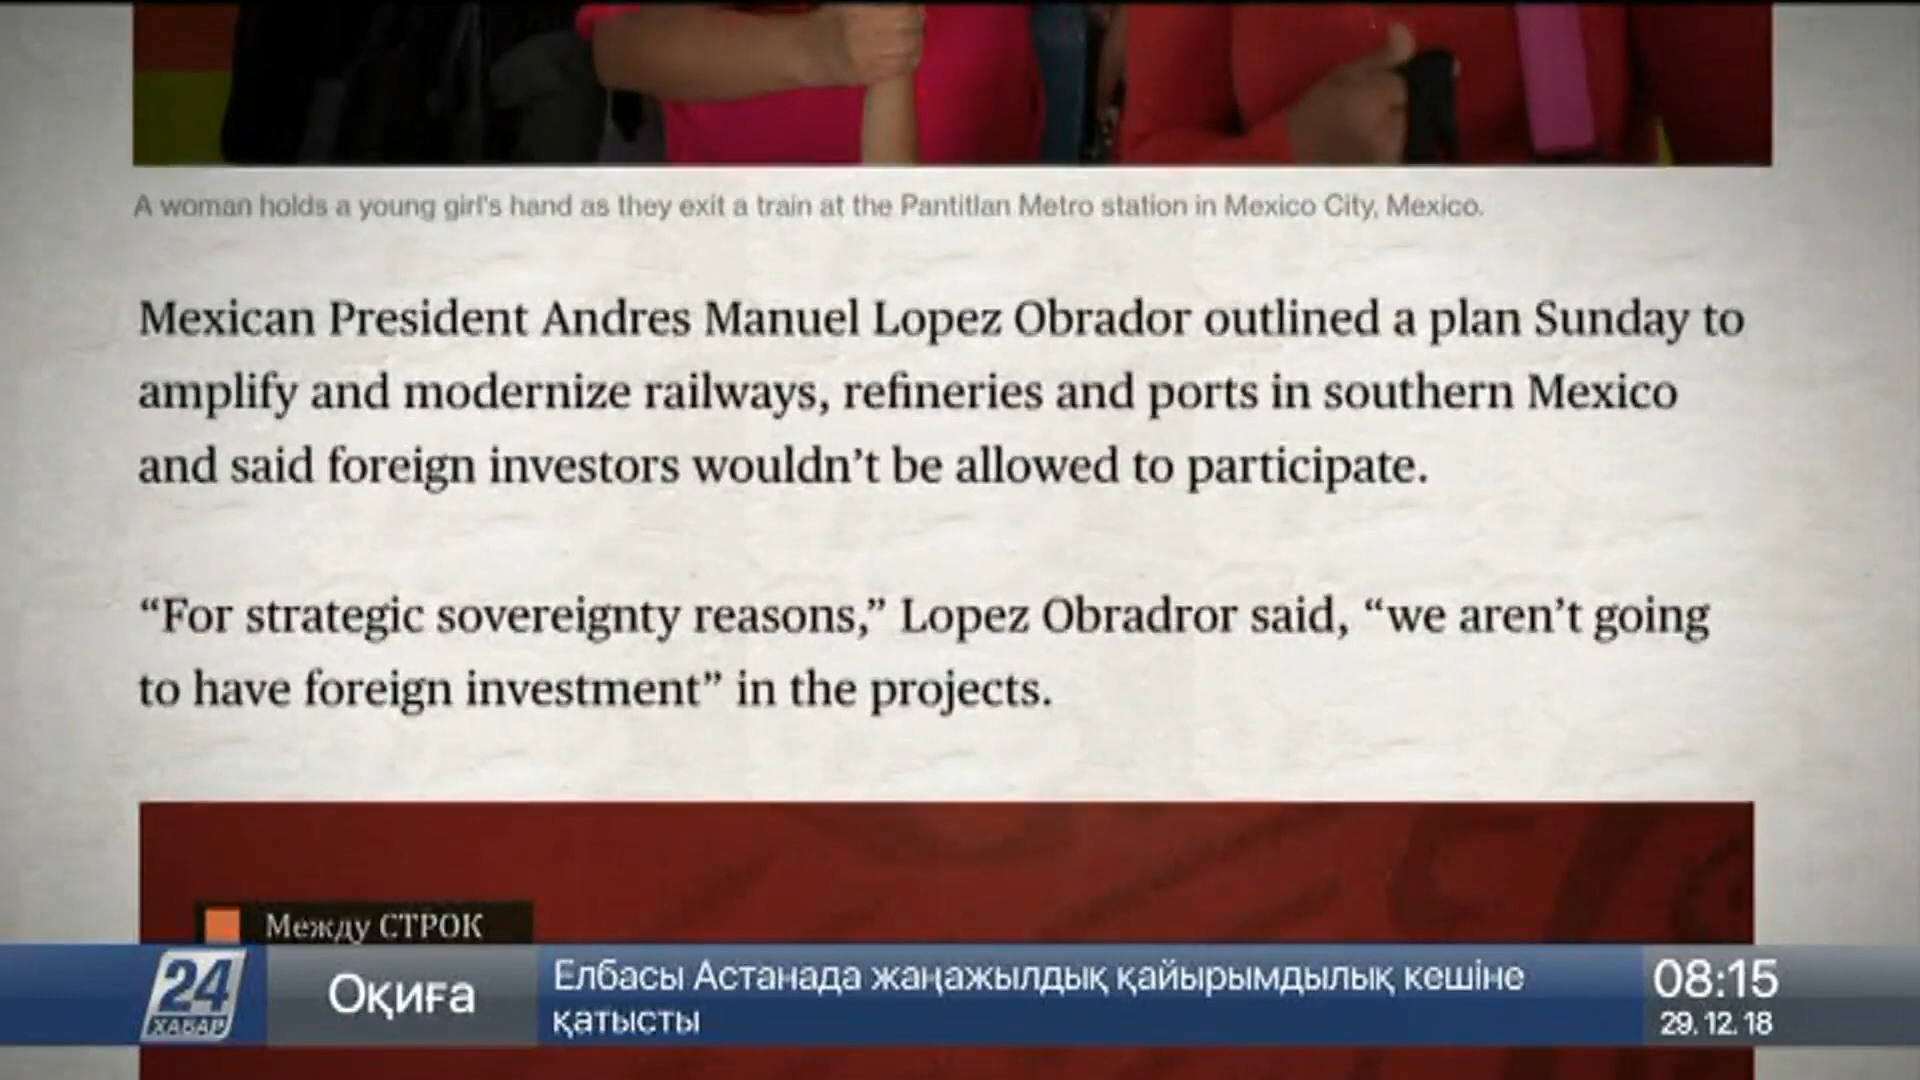 A woman holds a young girl's hand as they exit a train at the Pantitlan Metro station in Mexico City, Mexico.
Mexican President Andres Manuel Lopez Obrador outlined a plan Sunday to
amplify and modernize railways, refineries and ports in southern Mexico
and said foreign investors wouldn’t be allowed to participate.
“For strategic sovereignty reasons,” Lopez Obradror said, “we aren’t going
to have foreign investment” in the projects.
Между СТРОК
24
ХАБАР
Оқиға
Елбасы Астанада жаңажылдық қайырымдылық кешіне
қатысты
08:15
29.12.18